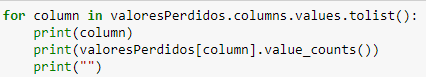 for column in valoresPerdidos.columns.values.tolist():
    print(column)
    print(valoresPerdidos[column].value_counts())
    print("")